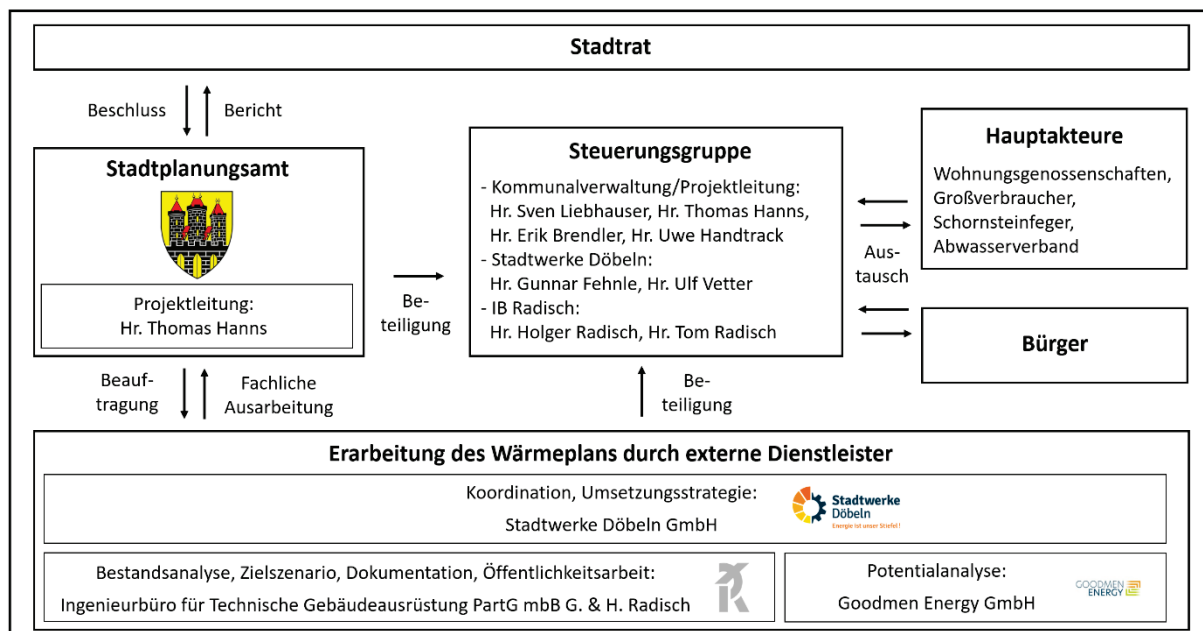 Stadtrat
Beschluss
Bericht
Stadtplanungsamt
Projektleitung:
Hr. Thomas Hanns
Be-
teiligung
Steuerungsgruppe
- Kommunalverwaltung/Projektleitung:
Hr. Sven Liebhauser, Hr. Thomas Hanns,
Hr. Erik Brendler, Hr. Uwe Handtrack
- Stadtwerke Döbeln:
Hr. Gunnar Fehnle, Hr. Ulf Vetter
- IB Radisch:
Hr. Holger Radisch, Hr. Tom Radisch
Aus-
tausch
Hauptakteure
Wohnungsgenossenschaften,
Großverbraucher,
Schornsteinfeger,
Abwasserverband
Bürger
Beauf-
tragung
Fachliche
Ausarbeitung
Be-
teiligung
Erarbeitung des Wärmeplans durch externe Dienstleister
Koordination, Umsetzungsstrategie:
Stadtwerke Döbeln GmbH
Stadtwerke
Döbeln
Energie ist unser Stiefel!
Bestandsanalyse, Zielszenario, Dokumentation, Öffentlichkeitsarbeit:
Ingenieurbüro für Technische Gebäudeausrüstung PartG mbB G. & H. Radisch
Potentialanalyse:
Goodmen Energy GmbH
GOODMEN
ENERGY